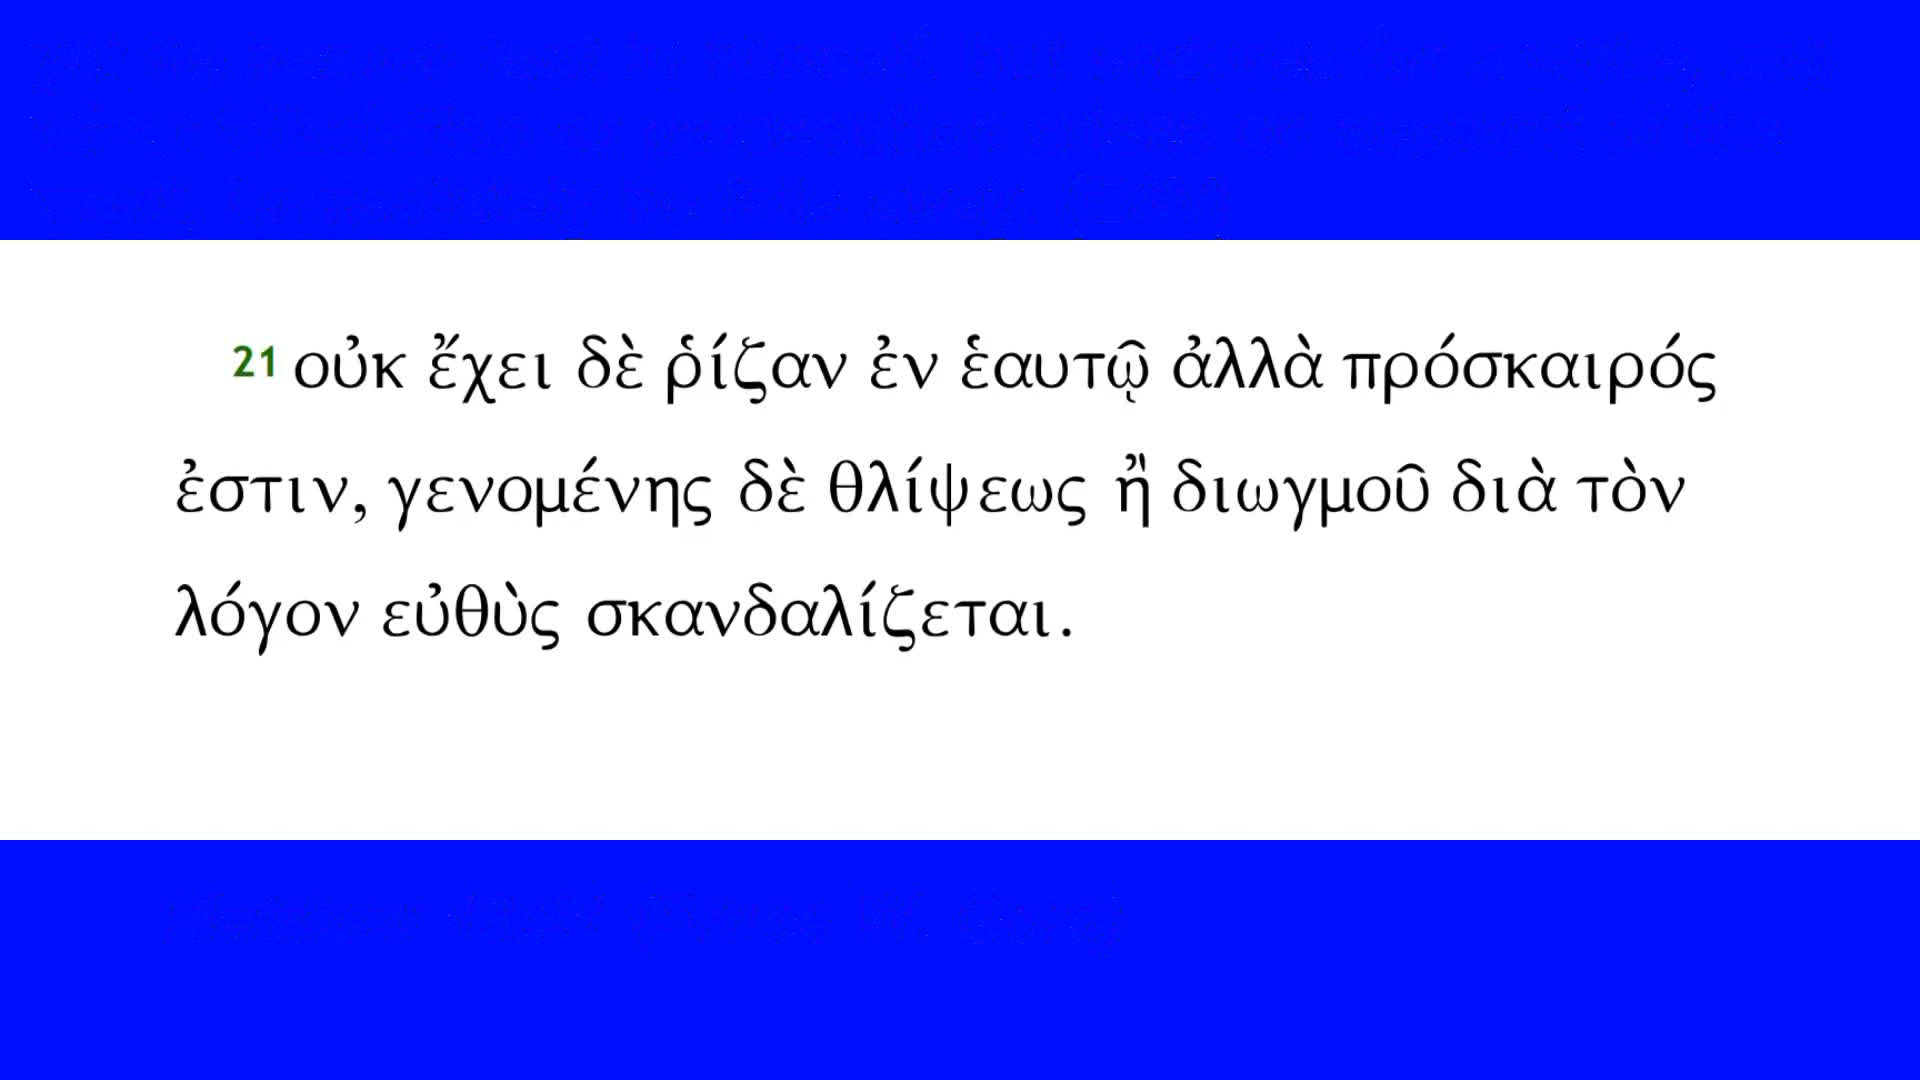 21 οὐκ ἔχει δὲ ῥίζαν ἐν ἑαυτῷ ἀλλὰ πρόσκαιρός
ἐστιν, γενομένης δὲ θλίψεως ἢ διωγμοῦ διὰ τὸν
λόγον εὐθὺς σκανδαλίζεται.